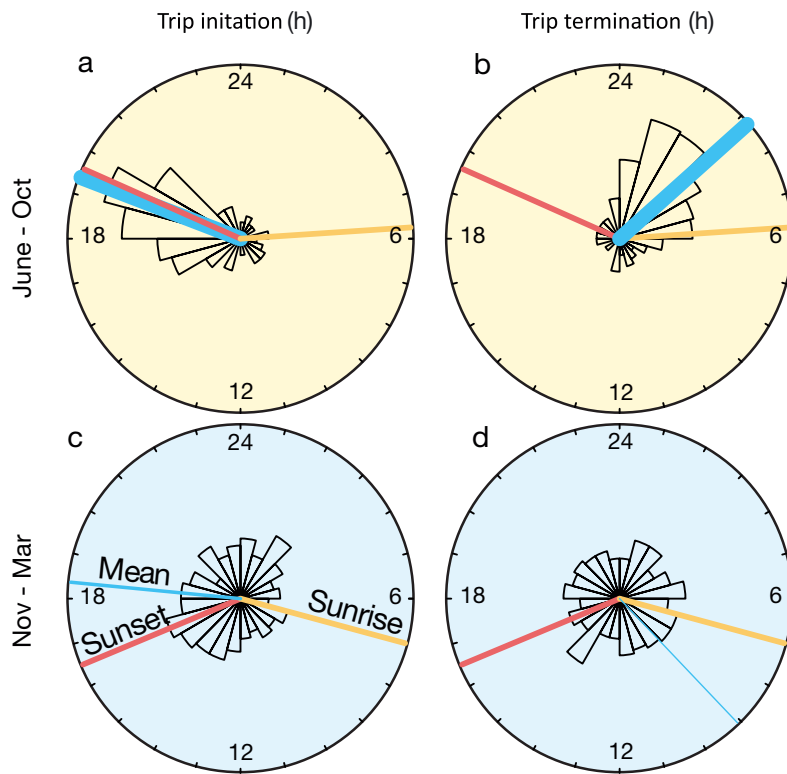 Trip initation (h)
Trip termination (h)
a
b
24
24
June - Oct
18
6
18
6
12
12
c
d
24
24
Nov - Mar
Mean
18
6
18
6
Sunrise
Sunset
12
12